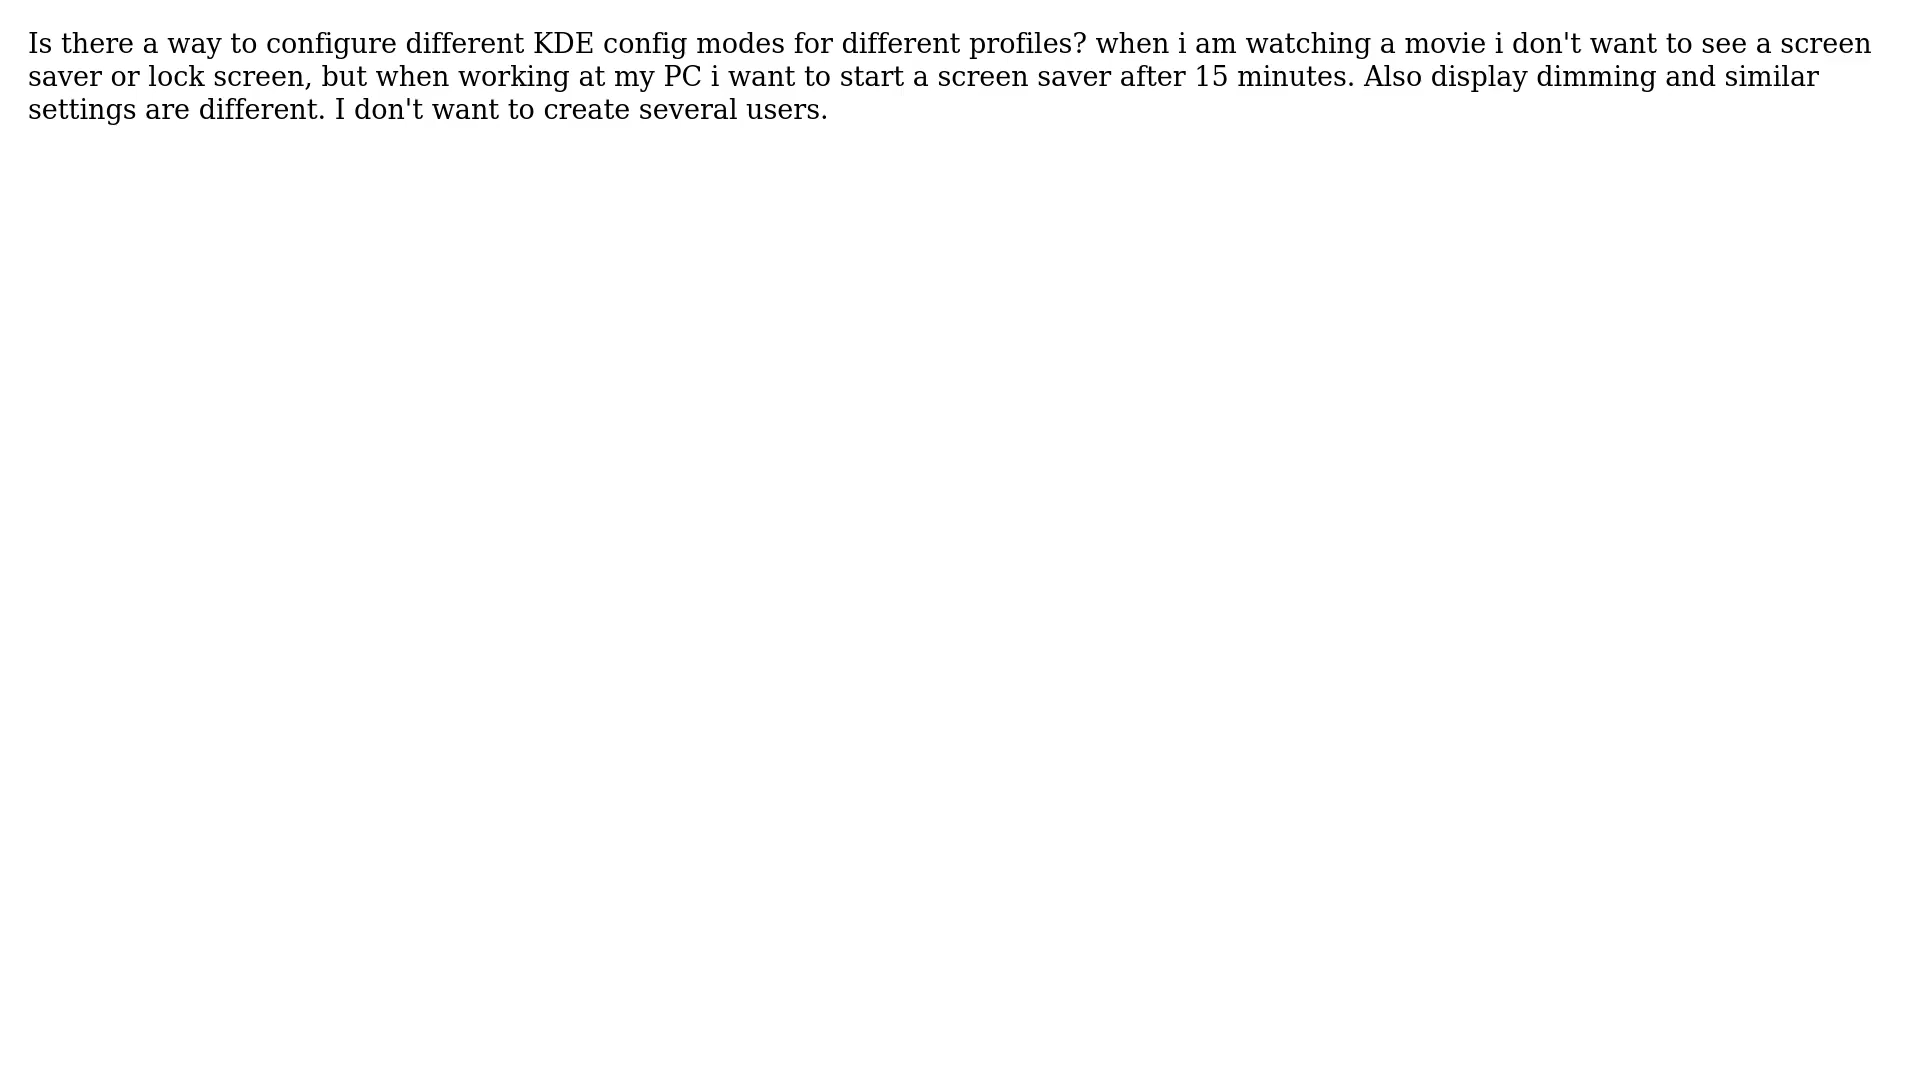 Is there a way to configure different KDE config modes for different profiles? when i am watching a movie i don't want to see a screen
saver or lock screen, but when working at my PC i want to start a screen saver after 15 minutes. Also display dimming and similar
settings are different. I don't want to create several users.